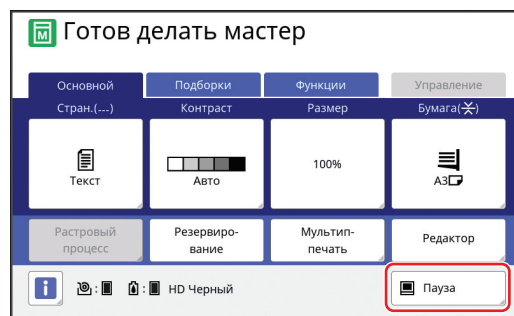 M Готов делать мастер
Основной Подборки Функции Управление
Стран.(---) Контраст Размер Бумага( )
Текст Авто 100% A3
Растровый процесс Резервиро-вание Мультип-печать Редактор
i : : HD Черный Пауза